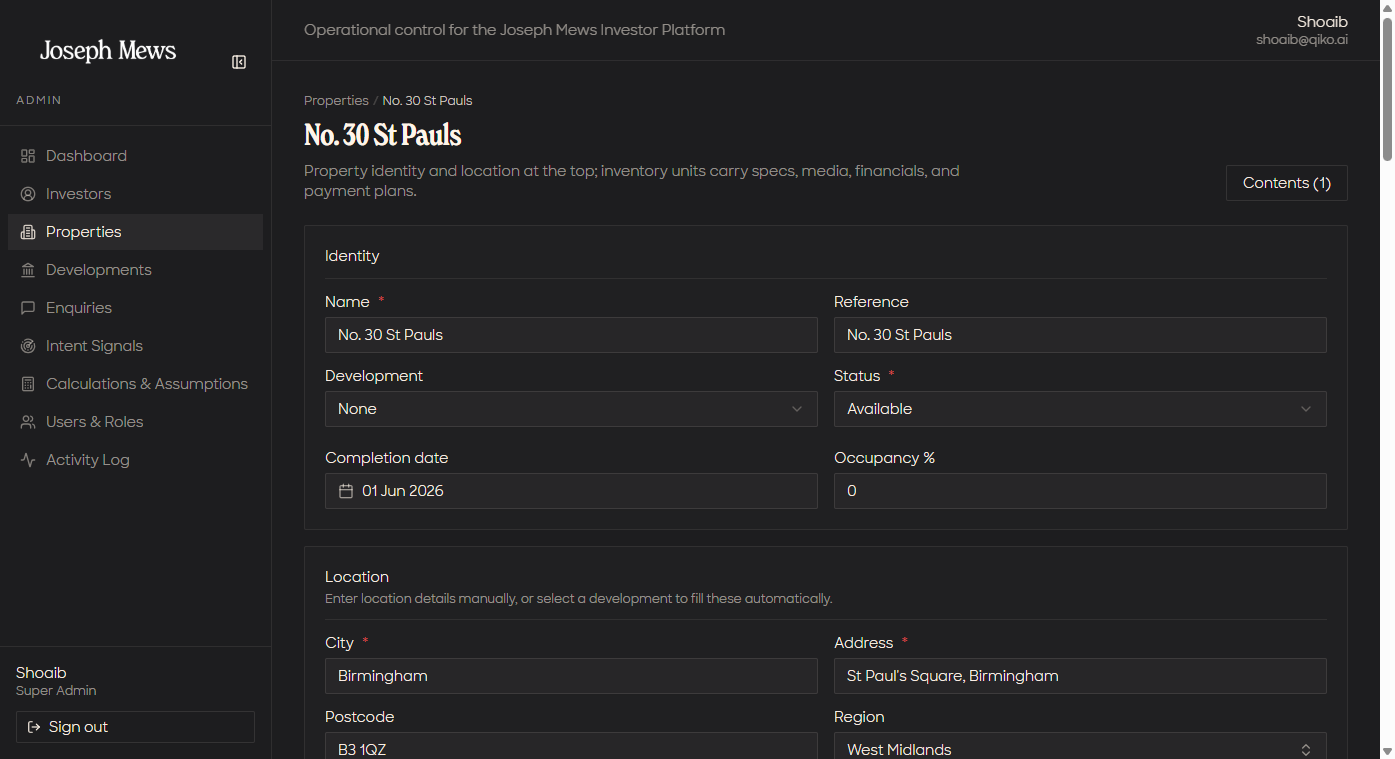 Joseph Mews
ADMIN
Dashboard
Investors
Properties
Developments
Enquiries
Intent Signals
Calculations & Assumptions
Users & Roles
Activity Log
Shoaib
Super Admin
Sign out
Operational control for the Joseph Mews Investor Platform
Shoaib
shoaib@qiko.ai
Properties / No. 30 St Pauls
No. 30 St Pauls
Property identity and location at the top; inventory units carry specs, media, financials, and
payment plans.
Contents (1)
Identity
Name *
Reference
No. 30 St Pauls
No. 30 St Pauls
Development
Status *
None
Available
Completion date
Occupancy %
01 Jun 2026
0
Location
Enter location details manually, or select a development to fill these automatically.
City *
Address *
Birmingham
St Paul's Square, Birmingham
Postcode
Region
B3 1QZ
West Midlands